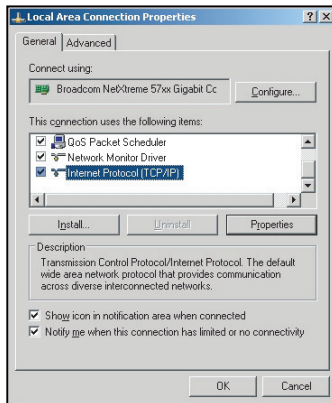 Local Area Connection Properties
General Advanced
Connect using:
Broadcom NetXtreme 57xx Gigabit Cc
Configure...
This connection uses the following items:
QoS Packet Scheduler
Network Monitor Driver
Internet Protocol (TCP/IP)
Install... Uninstall Properties
Description
Transmission Control Protocol/Internet Protocol. The default
wide area network protocol that provides communication
across diverse interconnected networks.
Show icon in notification area when connected
Notify me when this connection has limited or no connectivity
OK Cancel